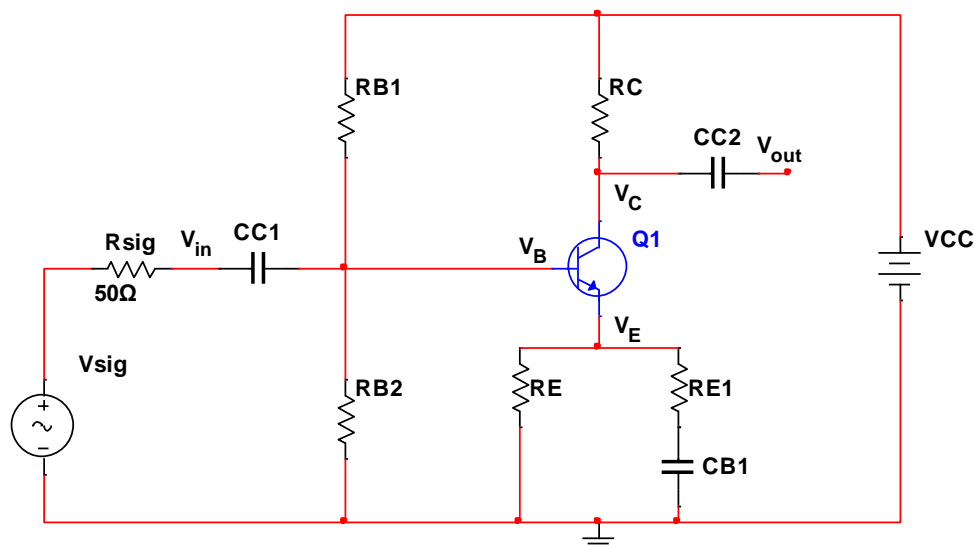 RB1
RC
CC2
Vout
VC
Rsig
Vin
CC1
VB
Q1
VCC
50Ω
VE
Vsig
RB2
RE
RE1
CB1
+
−